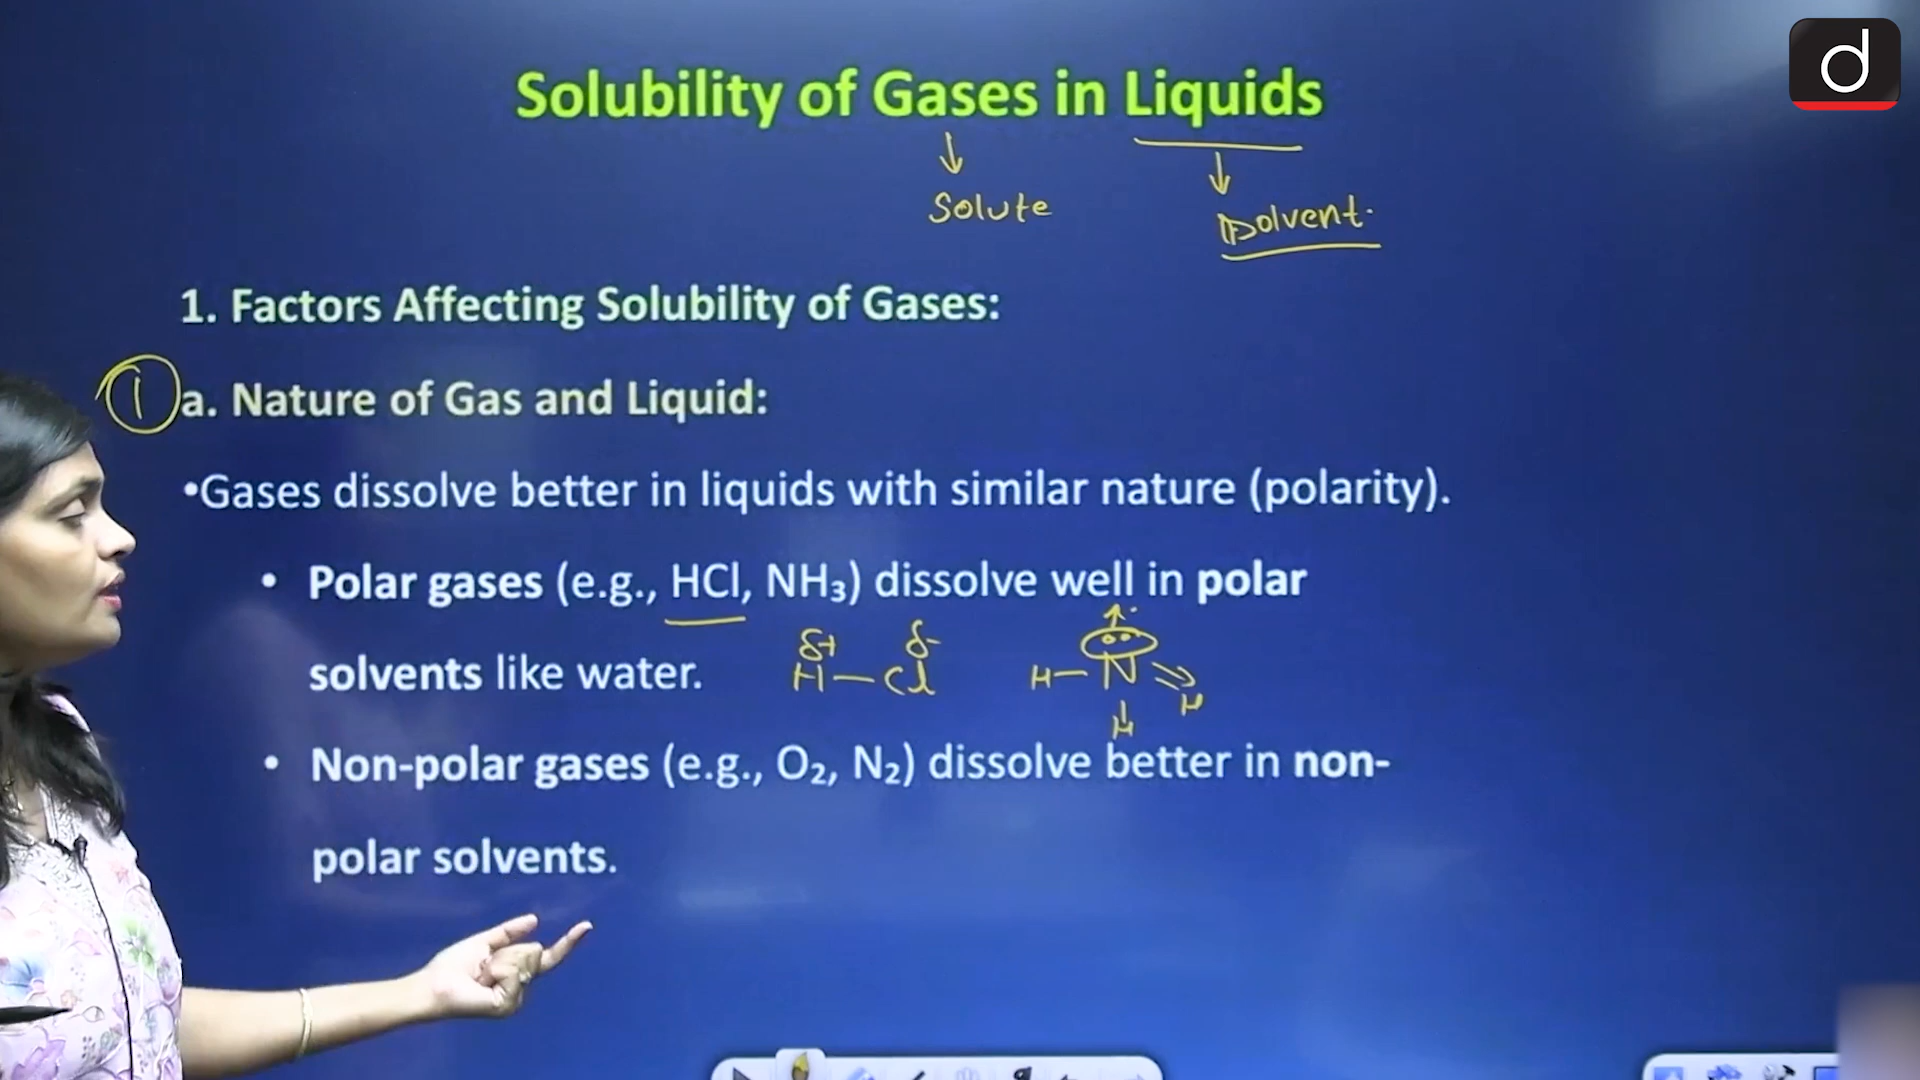 Solubility of Gases in Liquids
Solute
Solvent.
1. Factors Affecting Solubility of Gases:
1 a. Nature of Gas and Liquid:
•Gases dissolve better in liquids with similar nature (polarity).
• Polar gases (e.g., HCl, NH₃) dissolve well in polar
solvents like water.
δ+ δ-
H—Cl
H—N H
H
• Non-polar gases (e.g., O₂, N₂) dissolve better in non-
polar solvents.
d